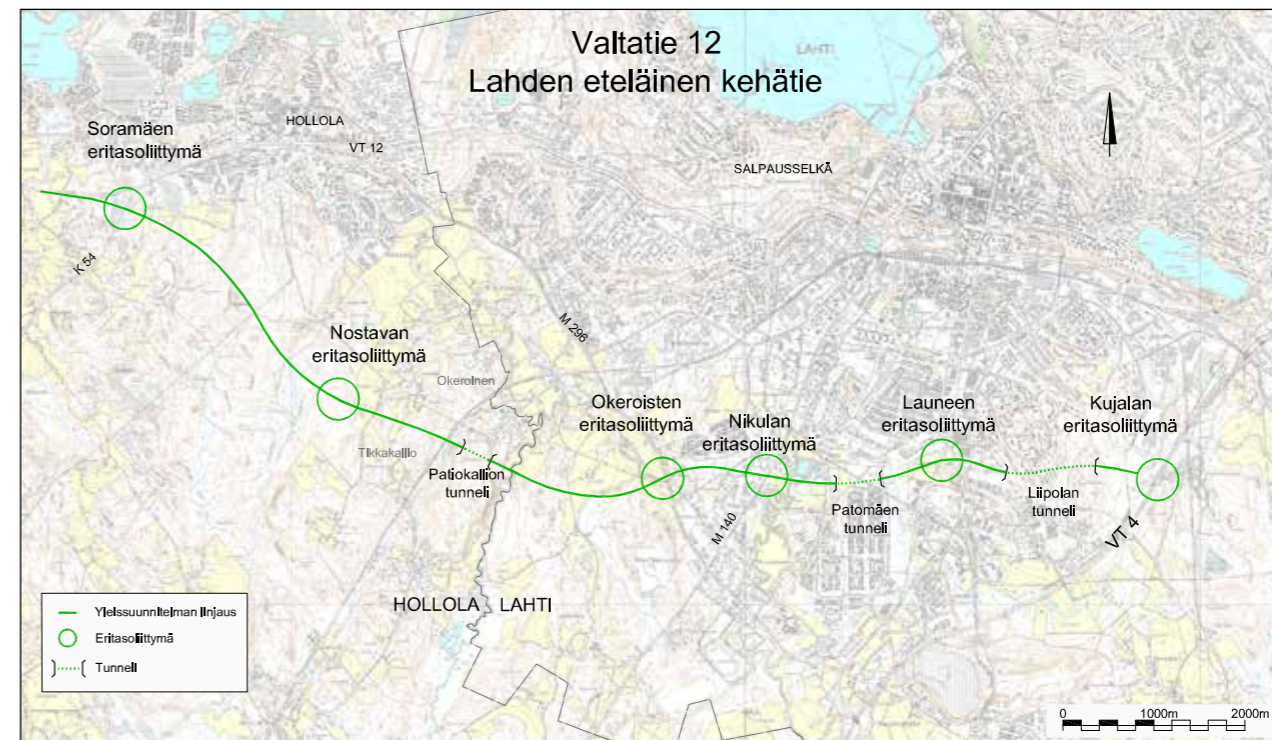 Valtatie 12
Lahden eteläinen kehätie
LAHTI
HOLLOLA
VT 12
SALPAUSSELKÄ
Soramäen
eritasoliittymä
K 54
Nostavan
eritasoliittymä
M 296
Okeroinen
Okeroisten
eritasoliittymä
Nikulan
eritasoliittymä
Launeen
eritasoliittymä
Kujalan
eritasoliittymä
Tikkakallio
Patiokallion
tunneli
M 140
Patomäen
tunneli
Liipolan
tunneli
VT 4
HOLLOLA
LAHTI
Yleissuunnitelman linjaus
Eritasoliittymä
Tunneli
0 1000m 2000m